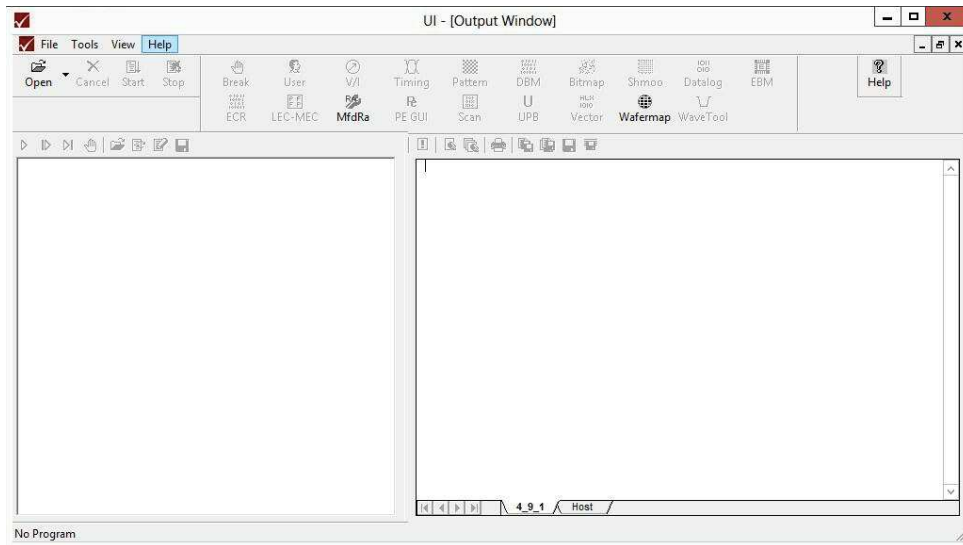 UI - [Output Window]
File Tools View Help
Open Cancel Start Stop Break User V/I Timing Pattern DBM Bitmap Shmoo Datalog EBM Help
ECR LEC-MEC MfdRa PE GUI Scan UPB Vector Wafermap WaveTool
4_9_1 Host
No Program